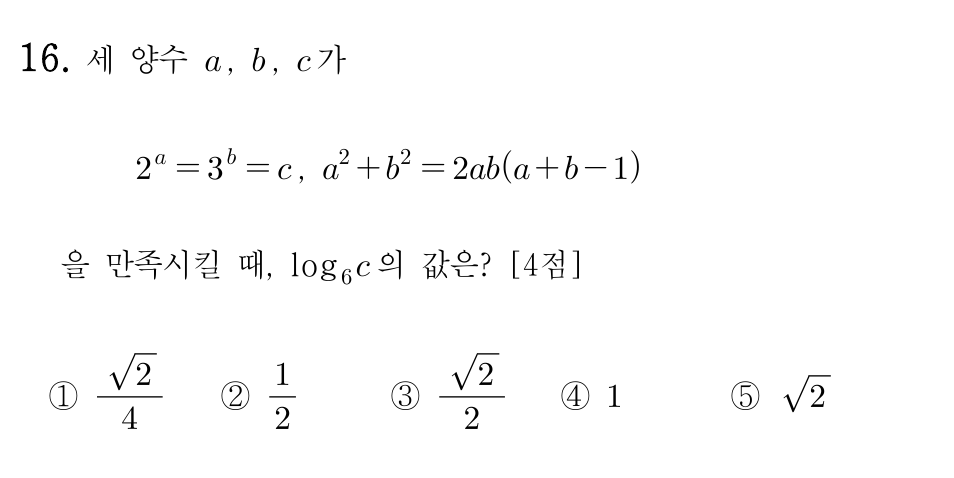 16. 세 양수 a, b, c가
2^a = 3^b = c, a^2 + b^2 = 2ab(a + b − 1)
을 만족시킬 때, log_6 c의 값은? [4점]
① √2/4 ② 1/2 ③ √2/2 ④ 1 ⑤ √2